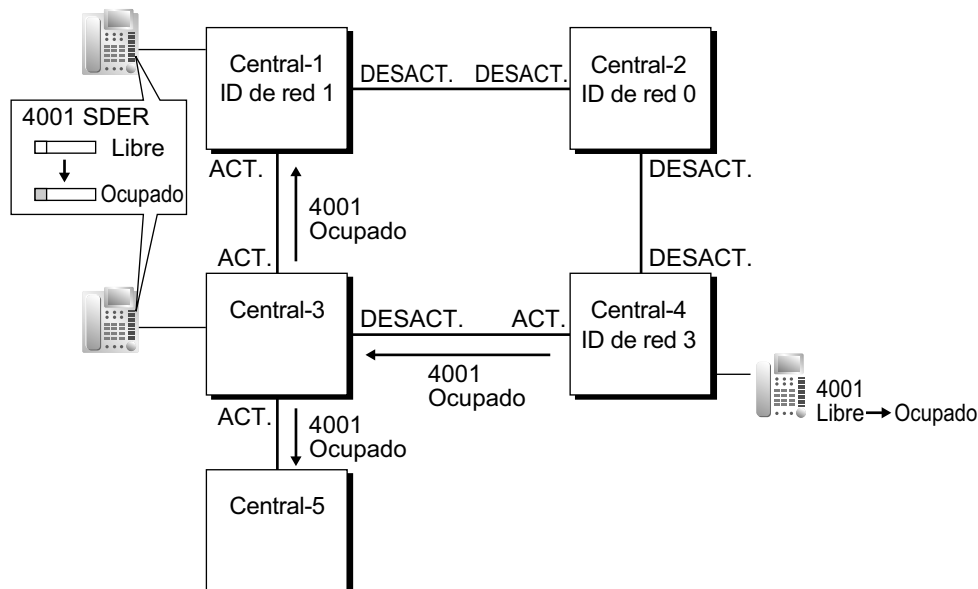 Central-1
ID de red 1
DESACT.
DESACT.
Central-2
ID de red 0
4001 SDER
Libre
Ocupado
ACT.
4001
Ocupado
DESACT.
ACT.
DESACT.
Central-3
DESACT.
ACT.
Central-4
ID de red 3
4001
Ocupado
4001
Libre
Ocupado
ACT.
4001
Ocupado
Central-5